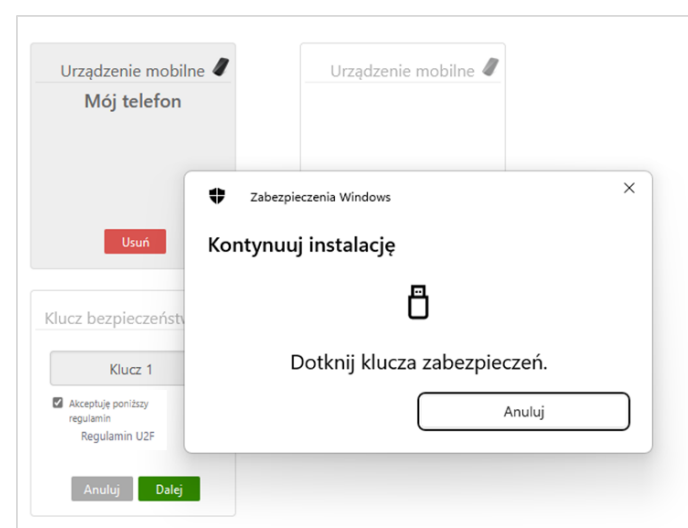 Urządzenie mobilne
Mój telefon
Usuń
Urządzenie mobilne
Zabezpieczenia Windows
Kontynuuj instalację
Dotknij klucza zabezpieczeń.
Anuluj
Klucz bezpieczeństw
Klucz 1
Akceptuję poniższy
regulamin
Regulamin U2F
Anuluj
Dalej